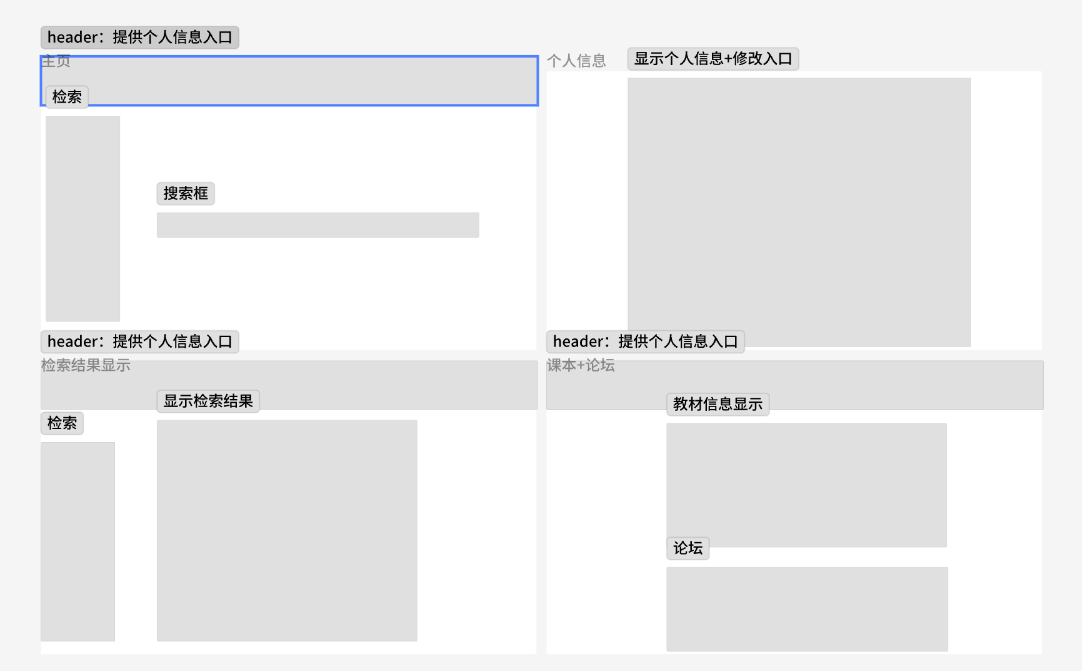 header：提供个人信息入口
主页
检索
搜索框
个人信息
显示个人信息+修改入口
header：提供个人信息入口
检索结果显示
显示检索结果
检索
header：提供个人信息入口
课本+论坛
教材信息显示
论坛